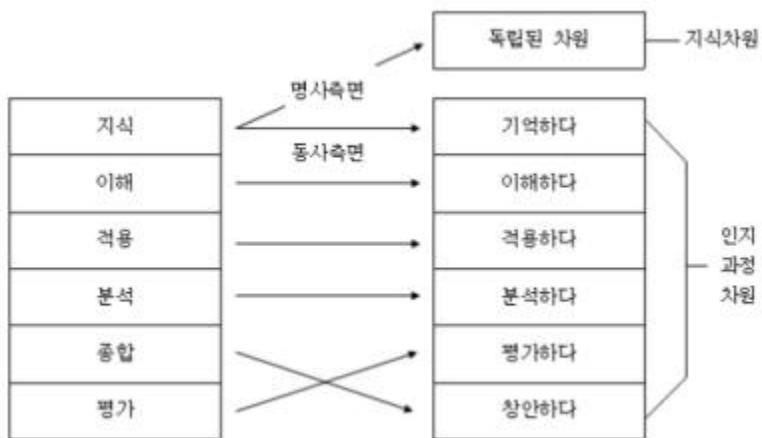 독립된 차원
지식차원
명사측면
지식
기억하다
동사측면
이해
이해하다
적용
적용하다
인지
과정
차원
분석
분석하다
종합
평가하다
평가
창안하다